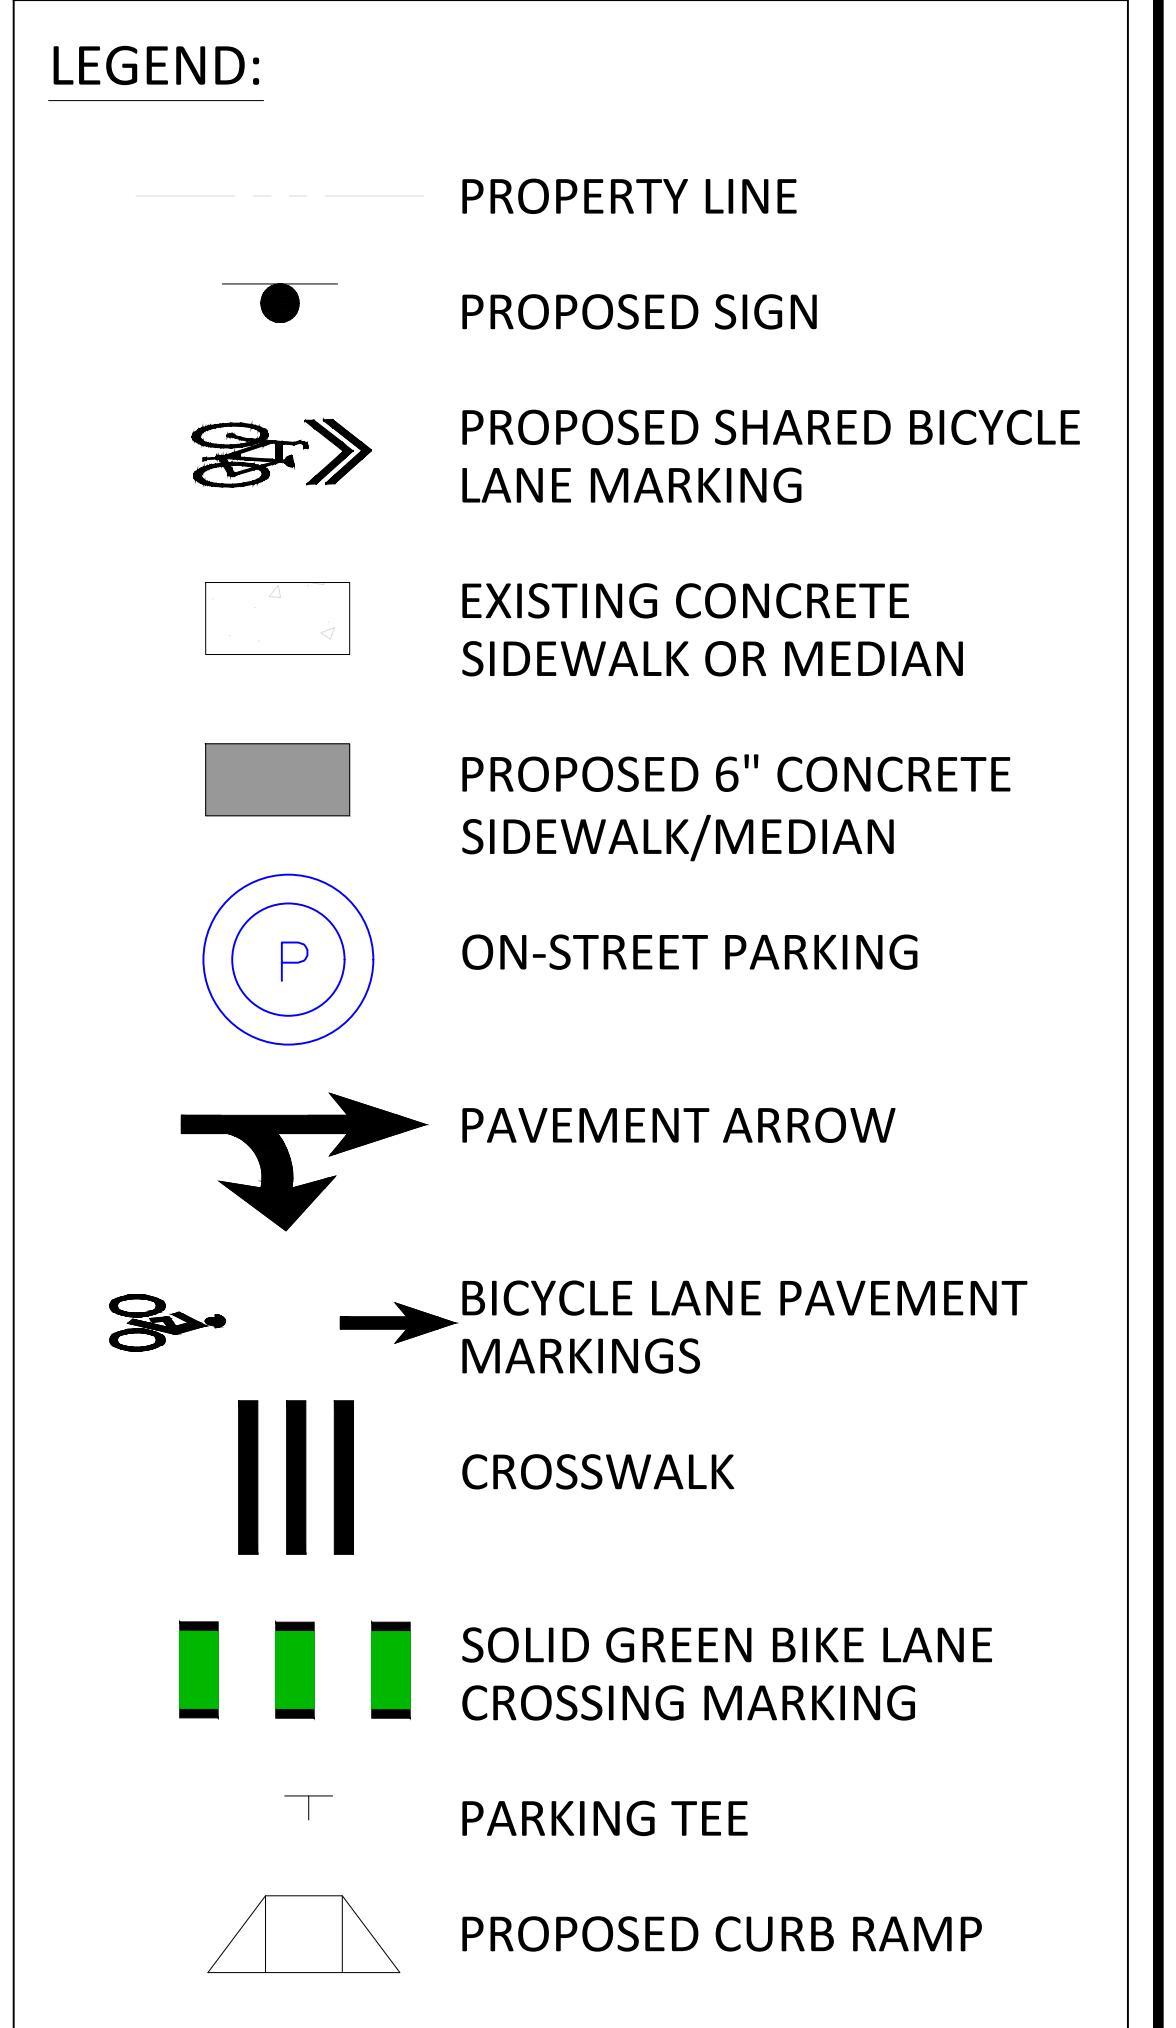 LEGEND:
PROPERTY LINE
PROPOSED SIGN
PROPOSED SHARED BICYCLE
LANE MARKING
EXISTING CONCRETE
SIDEWALK OR MEDIAN
PROPOSED 6" CONCRETE
SIDEWALK/MEDIAN
P
ON-STREET PARKING
PAVEMENT ARROW
BICYCLE LANE PAVEMENT
MARKINGS
CROSSWALK
SOLID GREEN BIKE LANE
CROSSING MARKING
PARKING TEE
PROPOSED CURB RAMP